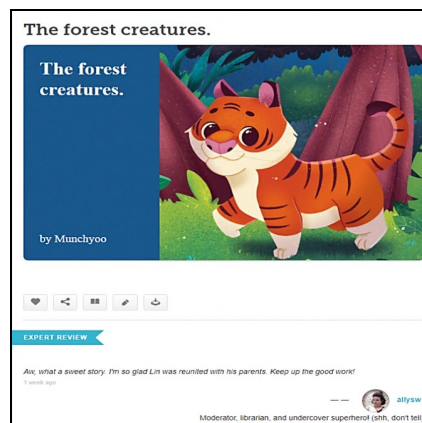 The forest creatures.
The forest
creatures.
by Munchyoo
EXPERT REVIEW
Aw, what a sweet story. I'm so glad Lin was reunited with his parents. Keep up the good work!
1 week ago
— — allysw
Moderator, librarian, and undercover superhero! (shh, don't tell